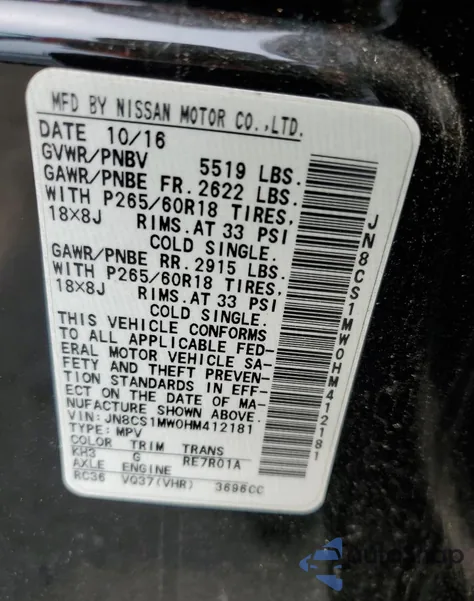 MFD BY NISSAN MOTOR CO.,LTD.
DATE 10/16
GVWR/PNBV 5519 LBS.
GAWR/PNBE FR. 2622 LBS.
WITH P265/60R18 TIRES,
18×8J RIMS.AT 33 PSI
COLD SINGLE.
GAWR/PNBE RR. 2915 LBS.
WITH P265/60R18 TIRES,
18×8J RIMS.AT 33 PSI
COLD SINGLE.
THIS VEHICLE CONFORMS
TO ALL APPLICABLE FED-
ERAL MOTOR VEHICLE SA-
FETY AND THEFT PREVEN-
TION STANDARDS IN EFF-
ECT ON THE DATE OF MA-
NUFACTURE SHOWN ABOVE.
VIN: JN8CS1MW0HM412181
TYPE: MPV
COLOR TRIM TRANS
KH3 G RE7R01A
AXLE ENGINE
RC36 VQ37(VHR) 3696CC
JN8CS1MW0HM412181